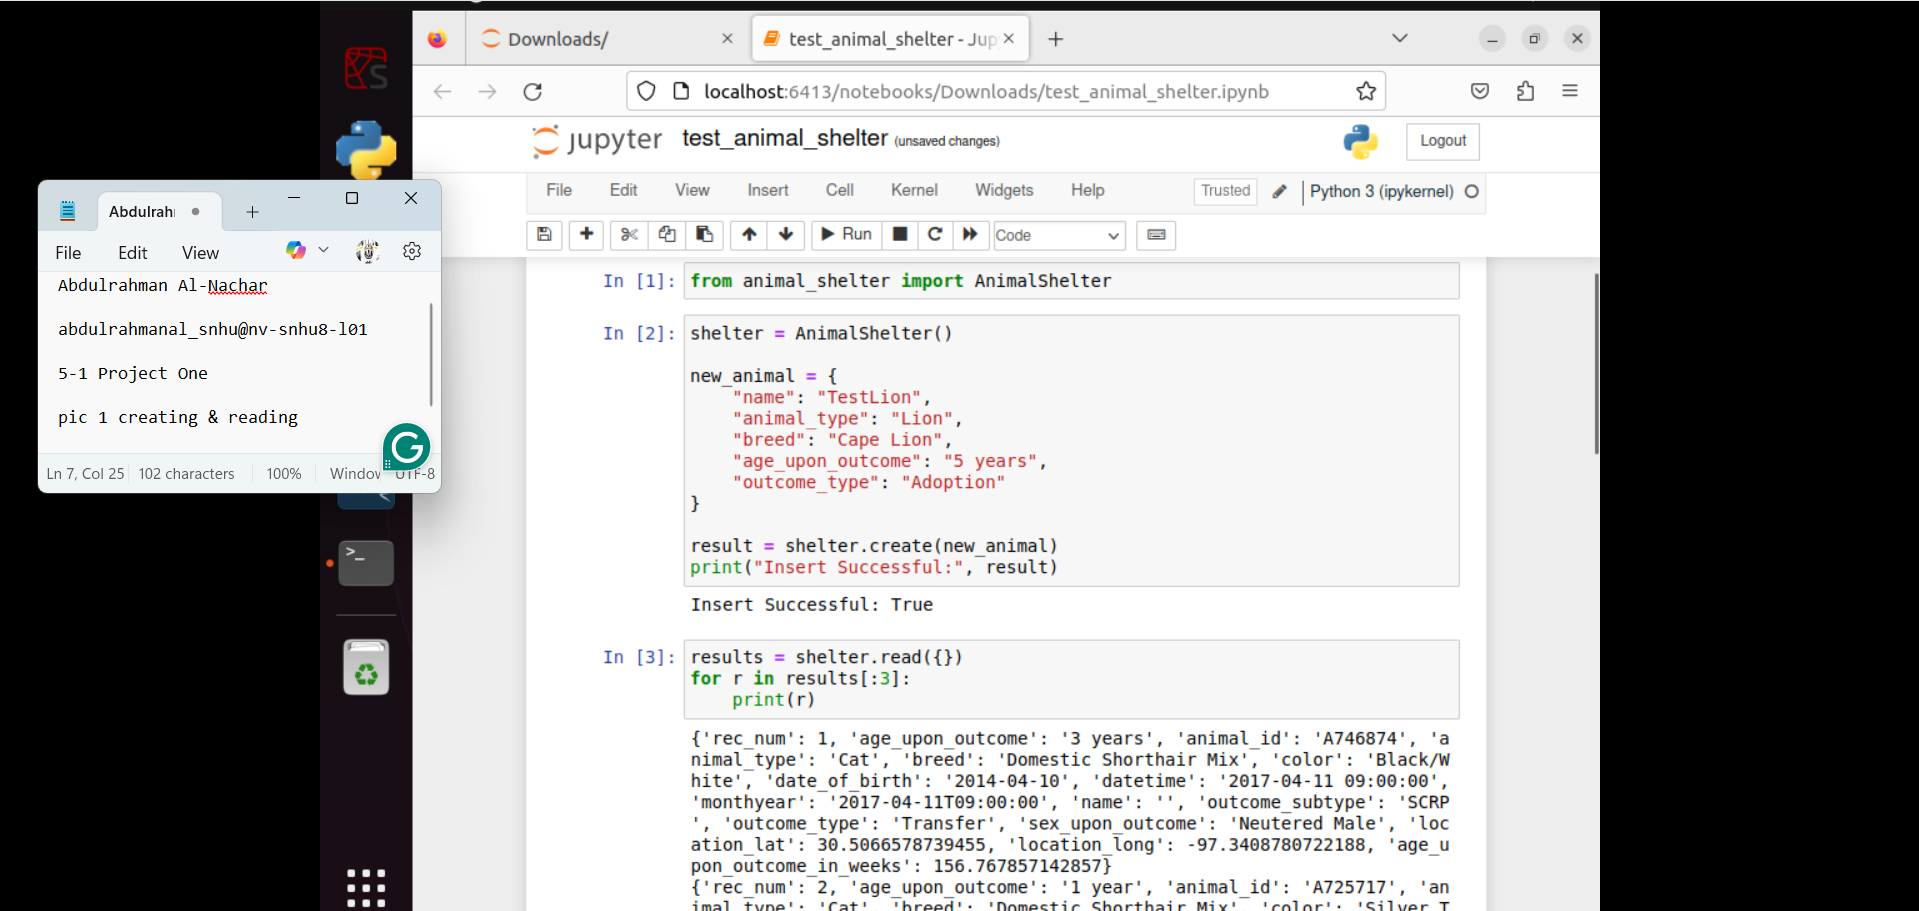 Downloads/
test_animal_shelter - Jup
localhost:6413/notebooks/Downloads/test_animal_shelter.ipynb
jupyter test_animal_shelter (unsaved changes)
Logout
File Edit View Insert Cell Kernel Widgets Help
Trusted Python 3 (ipykernel)
Run Code
In [1]: from animal_shelter import AnimalShelter
In [2]: shelter = AnimalShelter()
new_animal = {
"name": "TestLion",
"animal_type": "Lion",
"breed": "Cape Lion",
"age_upon_outcome": "5 years",
"outcome_type": "Adoption"
}
result = shelter.create(new_animal)
print("Insert Successful:", result)
Insert Successful: True
In [3]: results = shelter.read({})
for r in results[:3]:
print(r)
{'rec_num': 1, 'age_upon_outcome': '3 years', 'animal_id': 'A746874', 'a
nimal_type': 'Cat', 'breed': 'Domestic Shorthair Mix', 'color': 'Black/W
hite', 'date_of_birth': '2014-04-10', 'datetime': '2017-04-11 09:00:00',
'monthyear': '2017-04-11T09:00:00', 'name': '', 'outcome_subtype': 'SCRP
', 'outcome_type': 'Transfer', 'sex_upon_outcome': 'Neutered Male', 'loc
ation_lat': 30.5066578739455, 'location_long': -97.3408780722188, 'age_u
pon_outcome_in_weeks': 156.767857142857}
{'rec_num': 2, 'age_upon_outcome': '1 year', 'animal_id': 'A725717', 'an
imal_type': 'Cat', 'breed': 'Domestic Shorthair Mix', 'color': 'Silver T
Abdulrah
File Edit View
Abdulrahman Al-Nachar
abdulrahmanal_snhu@nv-snhu8-l01
5-1 Project One
pic 1 creating & reading
Ln 7, Col 25 102 characters 100% Window UTF-8